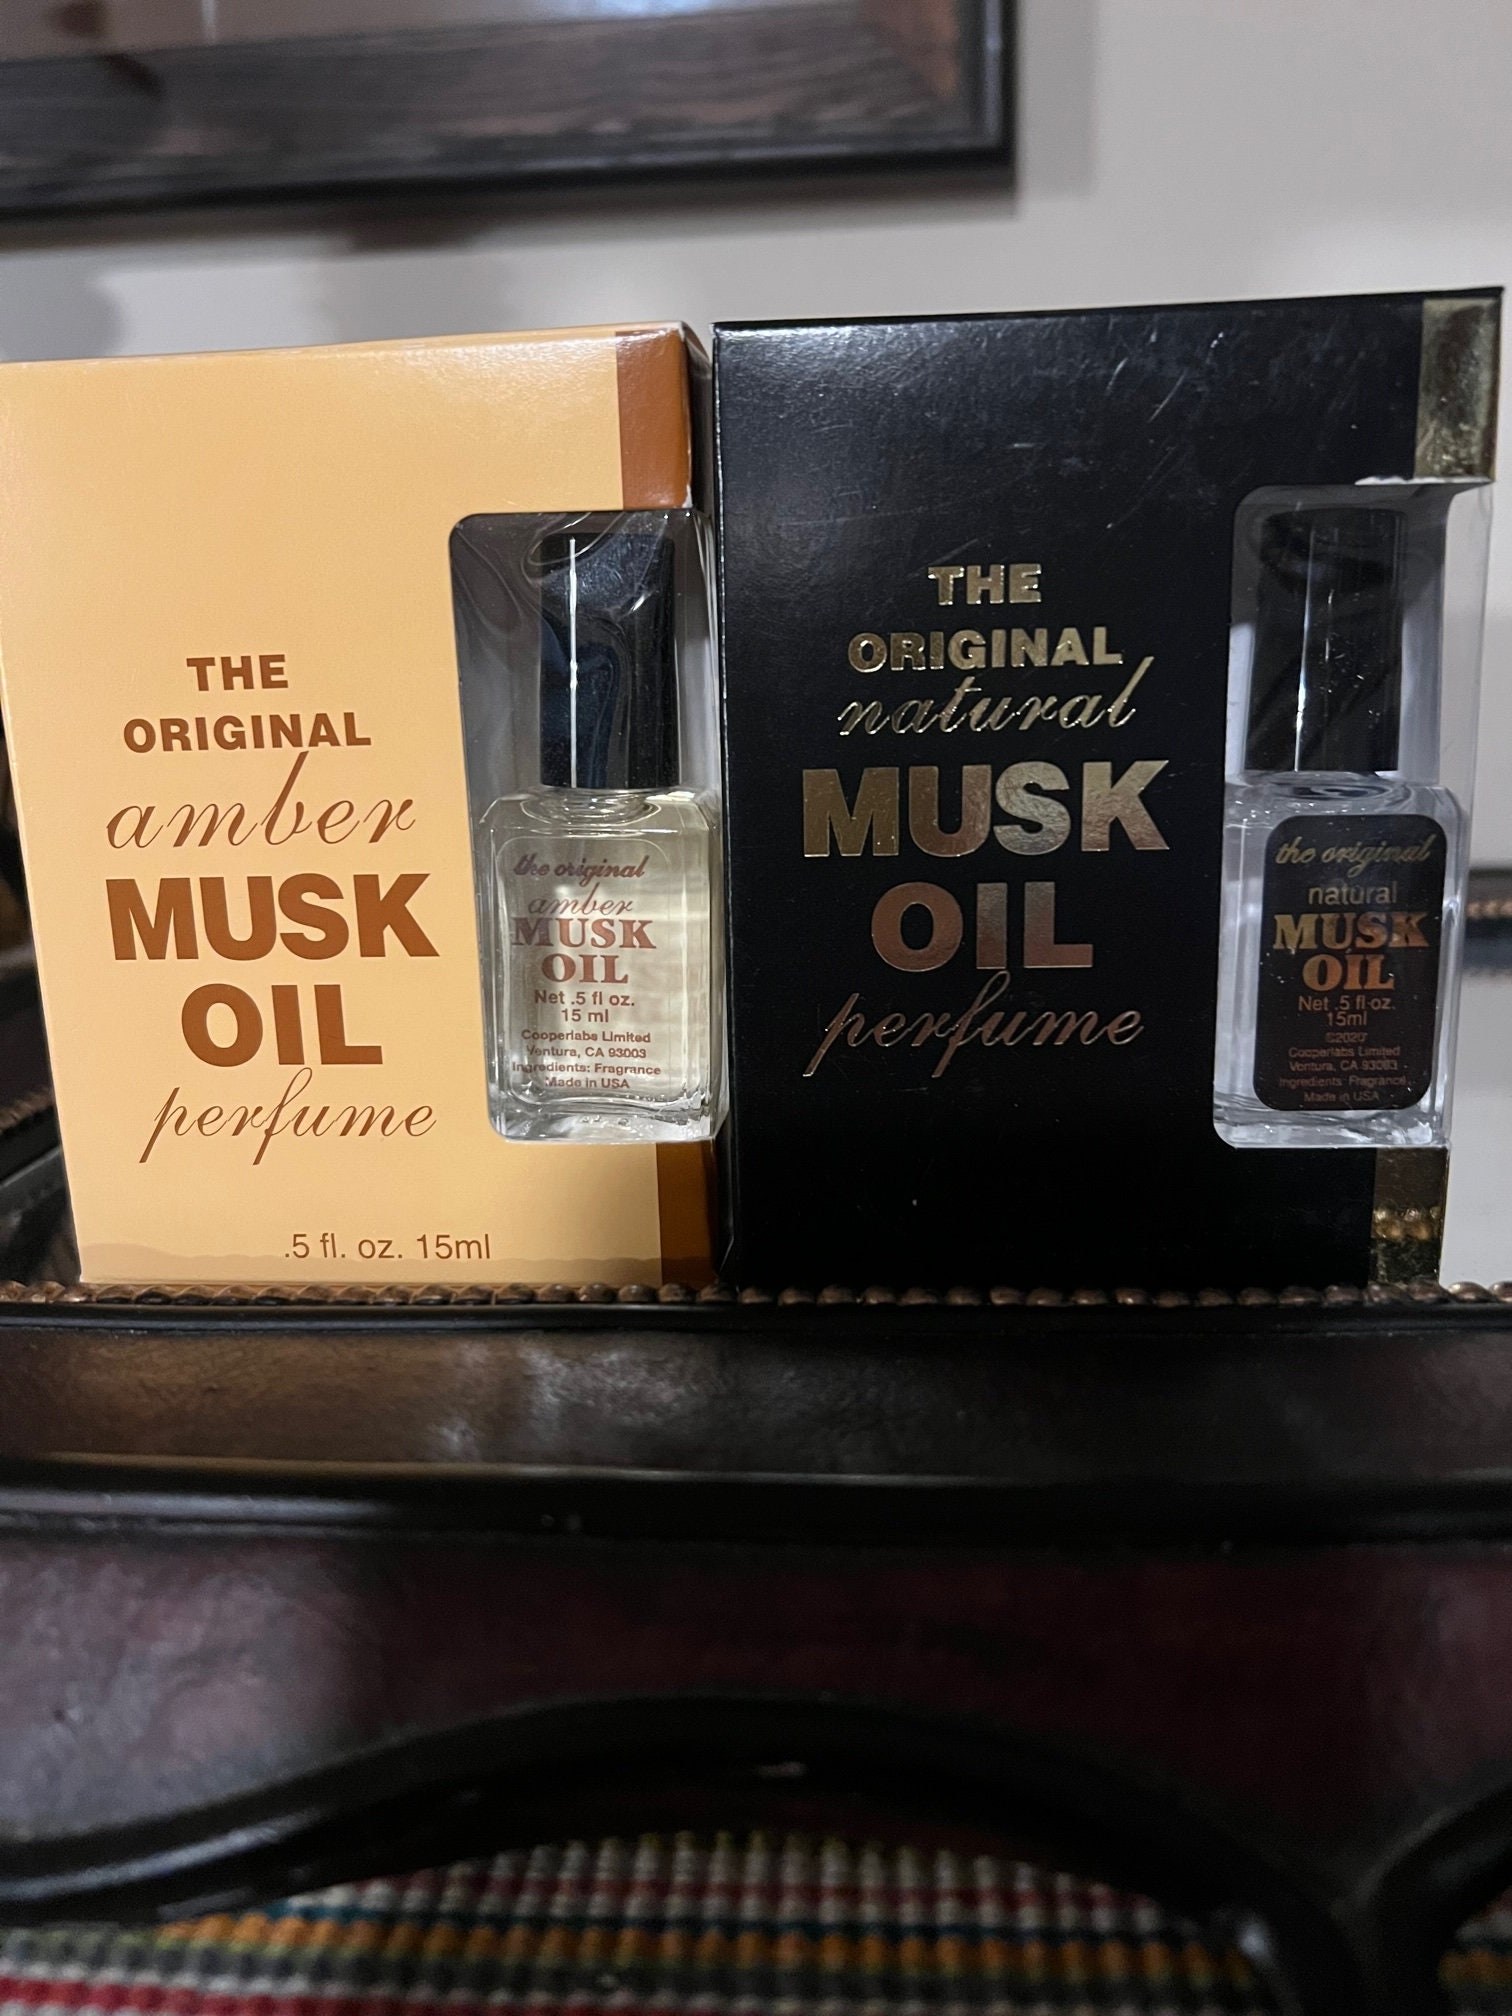 THE
ORIGINAL
amber
MUSK
OIL
perfume
.5 fl. oz. 15ml
the original
amber
MUSK
OIL
Net .5 fl oz.
15 ml
Cooperlabs Limited
Ventura, CA 93003
Ingredients: Fragrance
Made in USA
THE
ORIGINAL
natural
MUSK
OIL
perfume
the original
natural
MUSK
OIL
Net .5 fl oz.
15ml
©2020
Cooperlabs Limited
Ventura, CA 93003
Ingredients: Fragrance
Made in USA